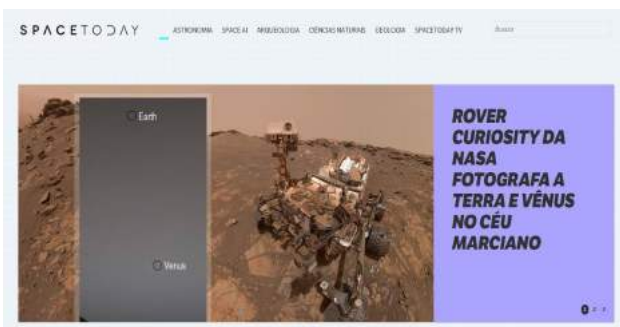 SPACETODAY
ASTRONOMIA SPACE AI ARQUEOLOGIA CIÊNCIAS NATURAIS GEOLOGIA SPACETODAY TV Buscar
Earth
Venus
ROVER
CURIOSITY DA
NASA
FOTOGRAFA A
TERRA E VÊNUS
NO CÉU
MARCIANO